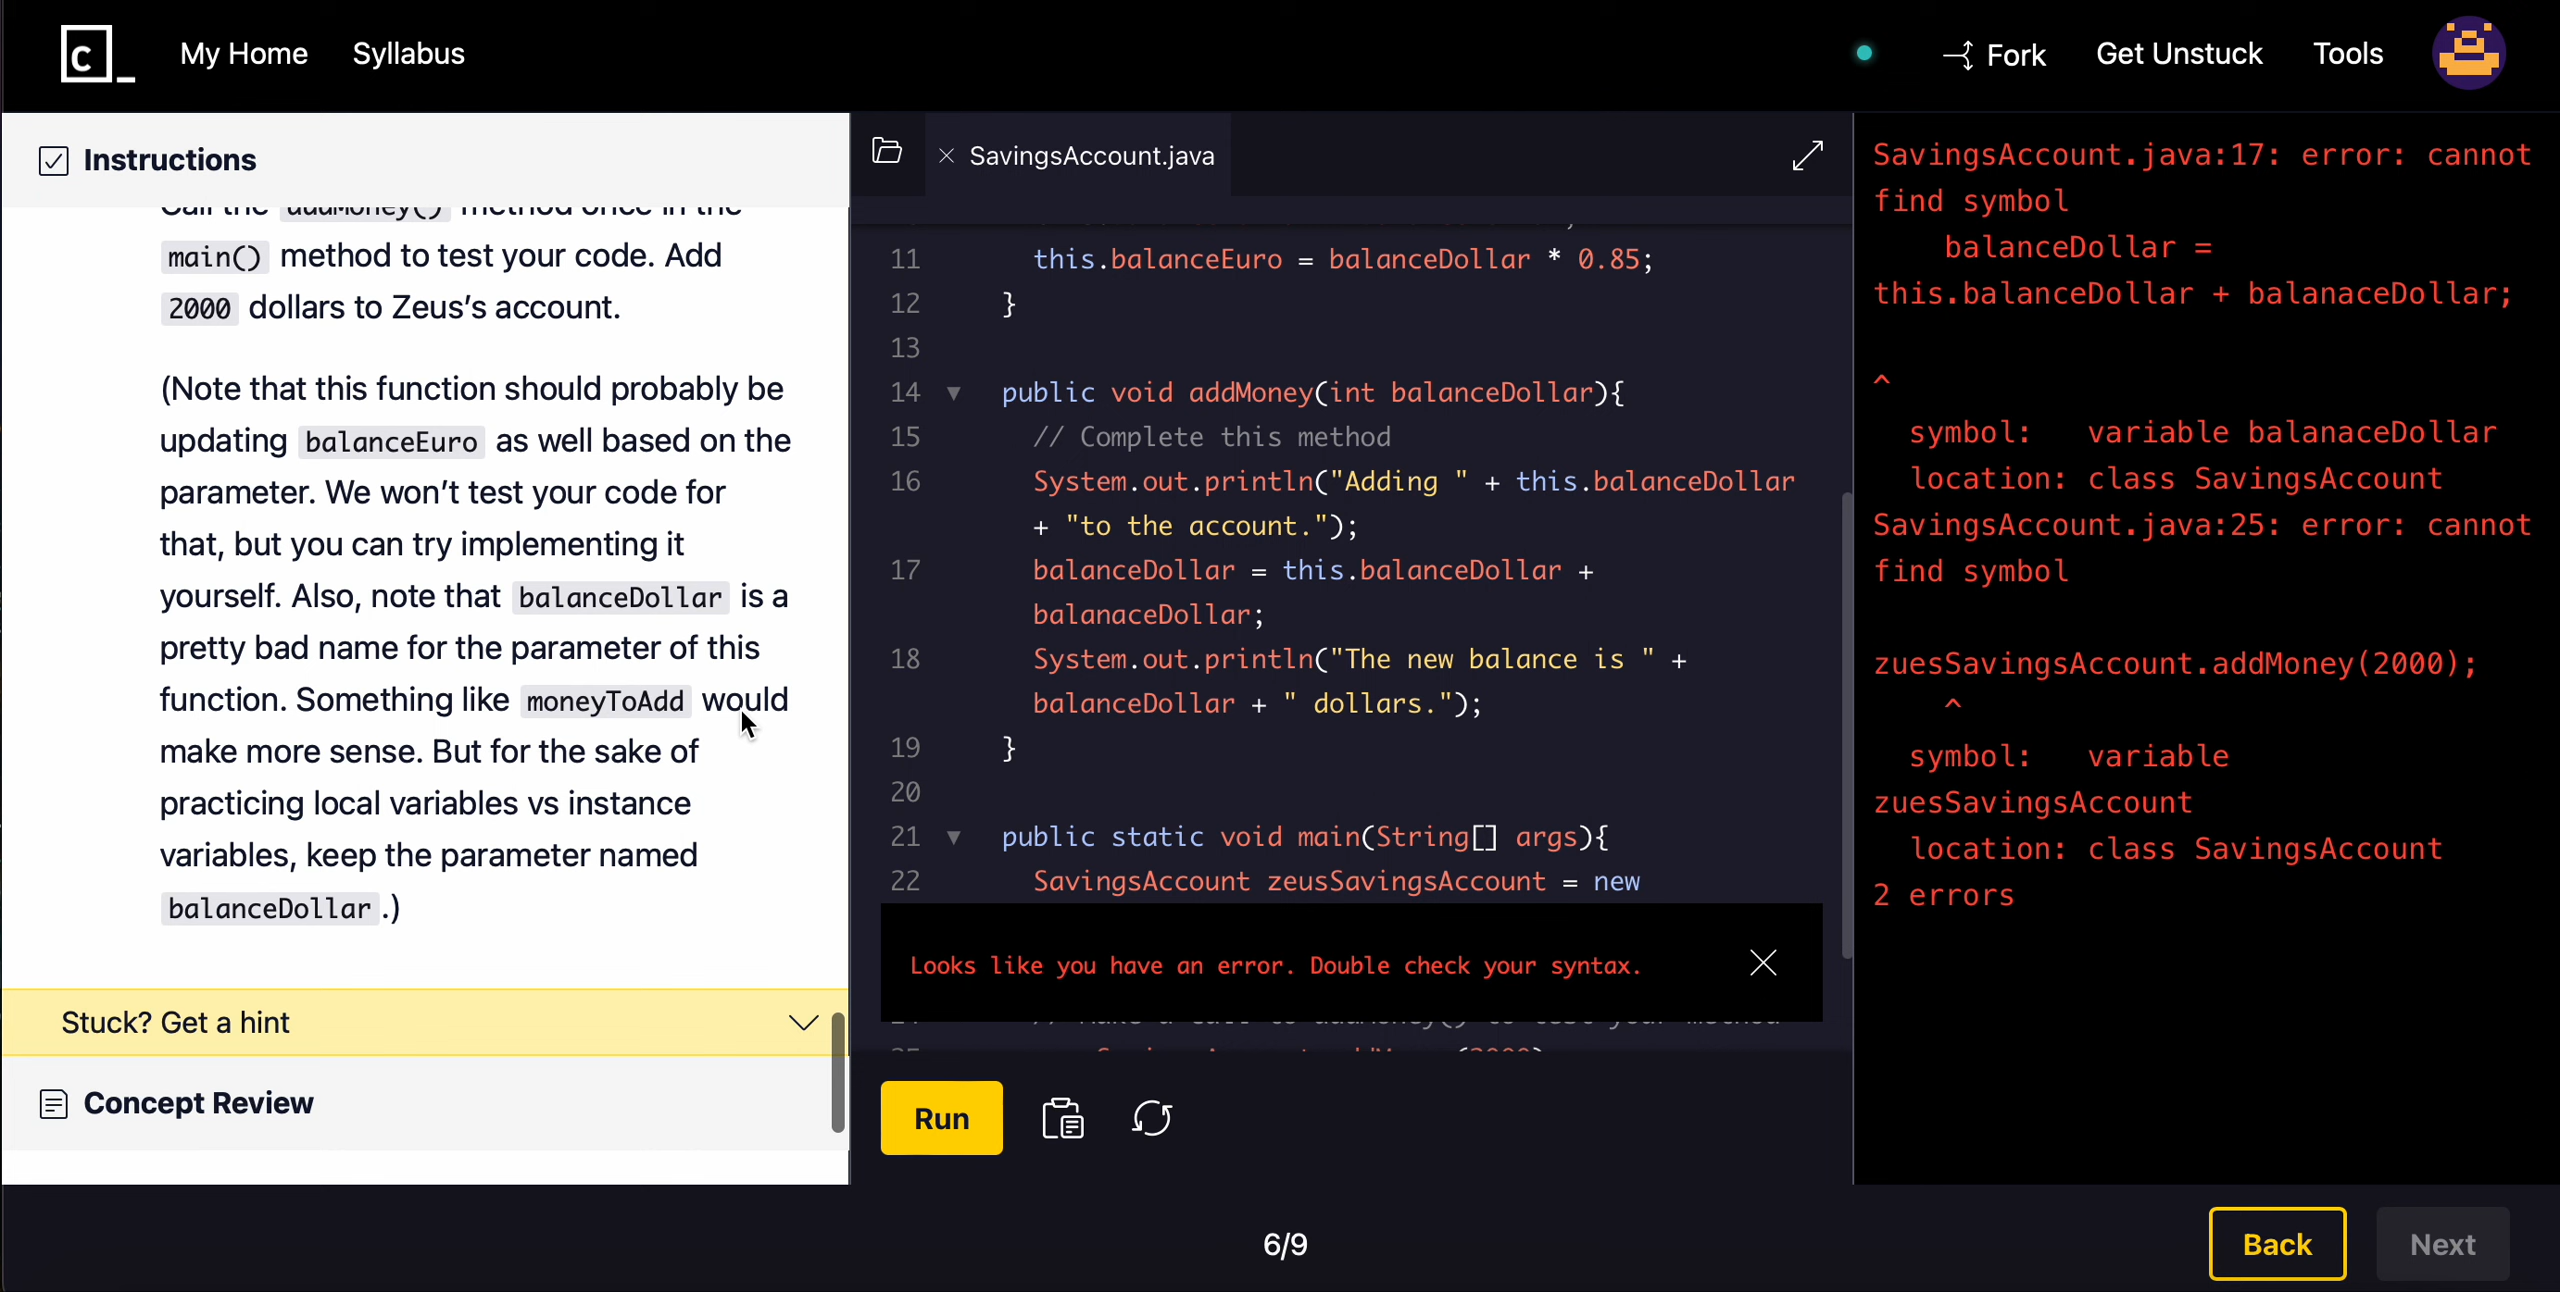 My Home
Syllabus
Fork
Get Unstuck
Tools
Instructions
Call the addMoney() method once in the
main() method to test your code. Add
2000 dollars to Zeus’s account.
(Note that this function should probably be
updating balanceEuro as well based on the
parameter. We won’t test your code for
that, but you can try implementing it
yourself. Also, note that balanceDollar is a
pretty bad name for the parameter of this
function. Something like moneyToAdd would
make more sense. But for the sake of
practicing local variables vs instance
variables, keep the parameter named
balanceDollar.)
Stuck? Get a hint
Concept Review
SavingsAccount.java
11 this.balanceEuro = balanceDollar * 0.85;
12 }
13
14 public void addMoney(int balanceDollar){
15 // Complete this method
16 System.out.println("Adding " + this.balanceDollar
+ "to the account.");
17 balanceDollar = this.balanceDollar +
balanaceDollar;
18 System.out.println("The new balance is " +
balanceDollar + " dollars.");
19 }
20
21 public static void main(String[] args){
22 SavingsAccount zeusSavingsAccount = new
Looks like you have an error. Double check your syntax.
Run
SavingsAccount.java:17: error: cannot
find symbol
balanceDollar =
this.balanceDollar + balanaceDollar;
^
symbol: variable balanaceDollar
location: class SavingsAccount
SavingsAccount.java:25: error: cannot
find symbol
zuesSavingsAccount.addMoney(2000);
^
symbol: variable
zuesSavingsAccount
location: class SavingsAccount
2 errors
6/9
Back
Next